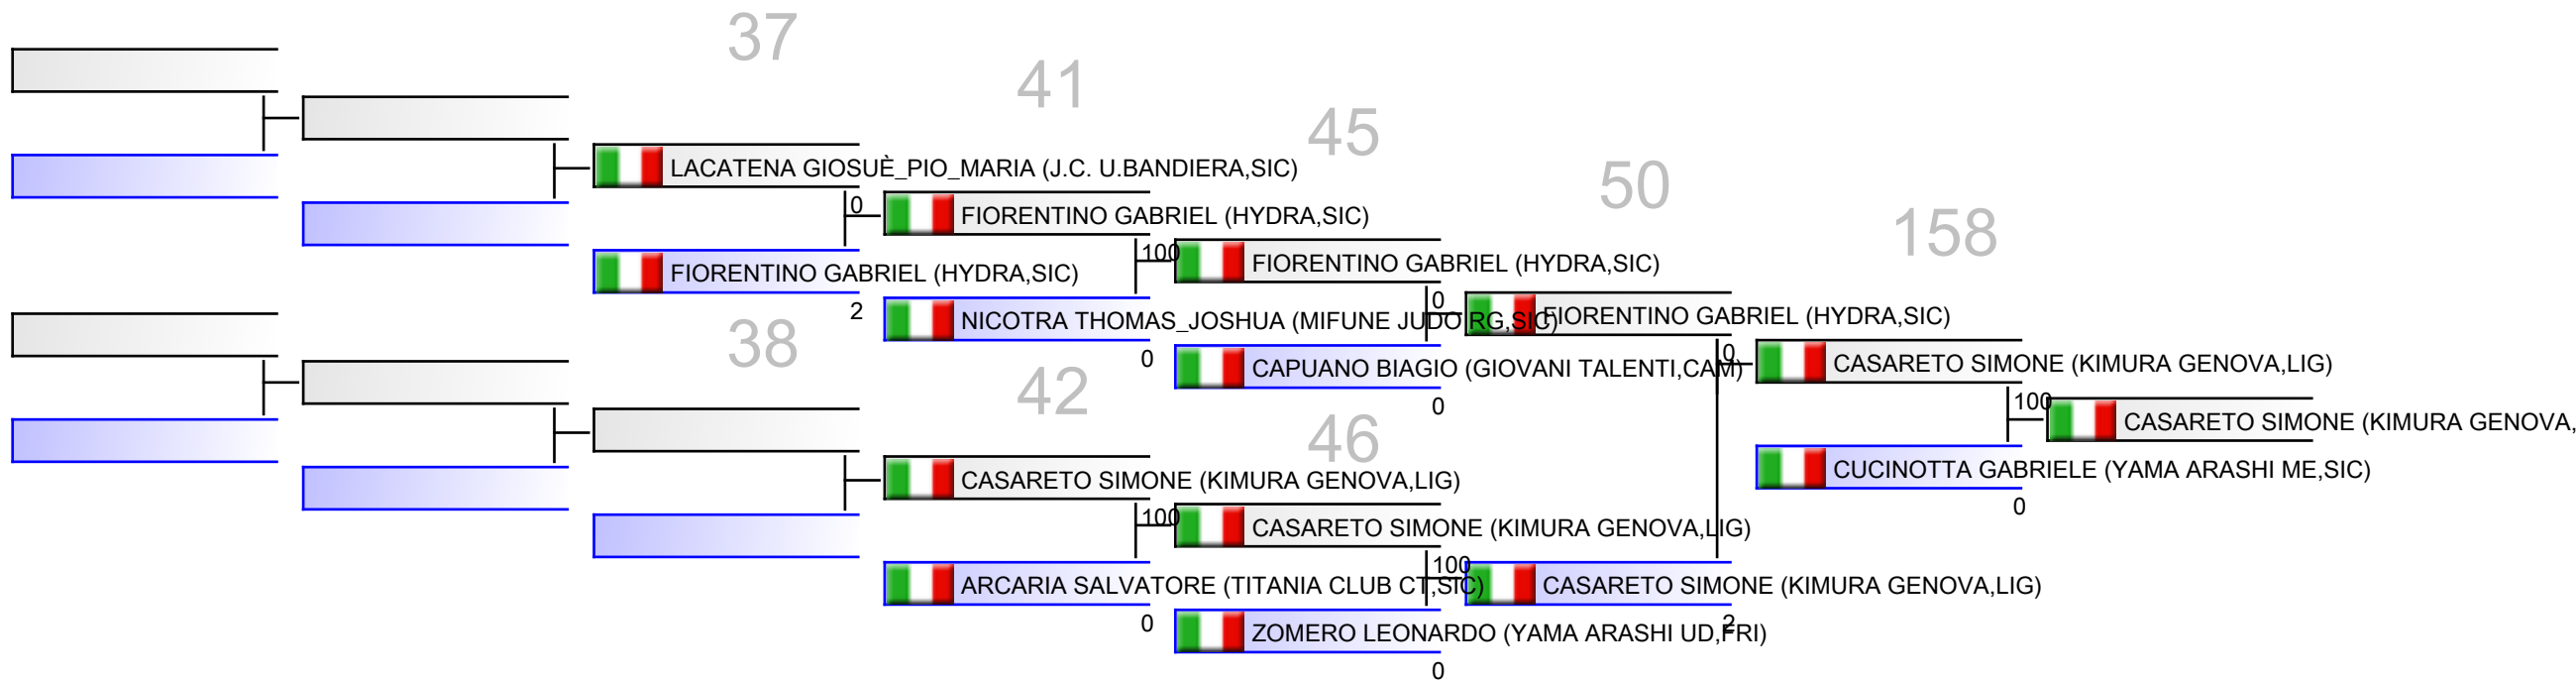 37
41
45
50
158
LACATENA GIOSUÈ_PIO_MARIA (J.C. U.BANDIERA,SIC)
0
FIORENTINO GABRIEL (HYDRA,SIC)
2
FIORENTINO GABRIEL (HYDRA,SIC)
100
NICOTRA THOMAS_JOSHUA (MIFUNE JUDO RG,SIC)
0
FIORENTINO GABRIEL (HYDRA,SIC)
0
CAPUANO BIAGIO (GIOVANI TALENTI,CAM)
0
FIORENTINO GABRIEL (HYDRA,SIC)
0
38
42
46
CASARETO SIMONE (KIMURA GENOVA,LIG)
100
ARCARIA SALVATORE (TITANIA CLUB CT,SIC)
0
CASARETO SIMONE (KIMURA GENOVA,LIG)
100
ZOMERO LEONARDO (YAMA ARASHI UD,FRI)
0
CASARETO SIMONE (KIMURA GENOVA,LIG)
2
CASARETO SIMONE (KIMURA GENOVA,LIG)
100
CUCINOTTA GABRIELE (YAMA ARASHI ME,SIC)
0
CASARETO SIMONE (KIMURA GENOVA,